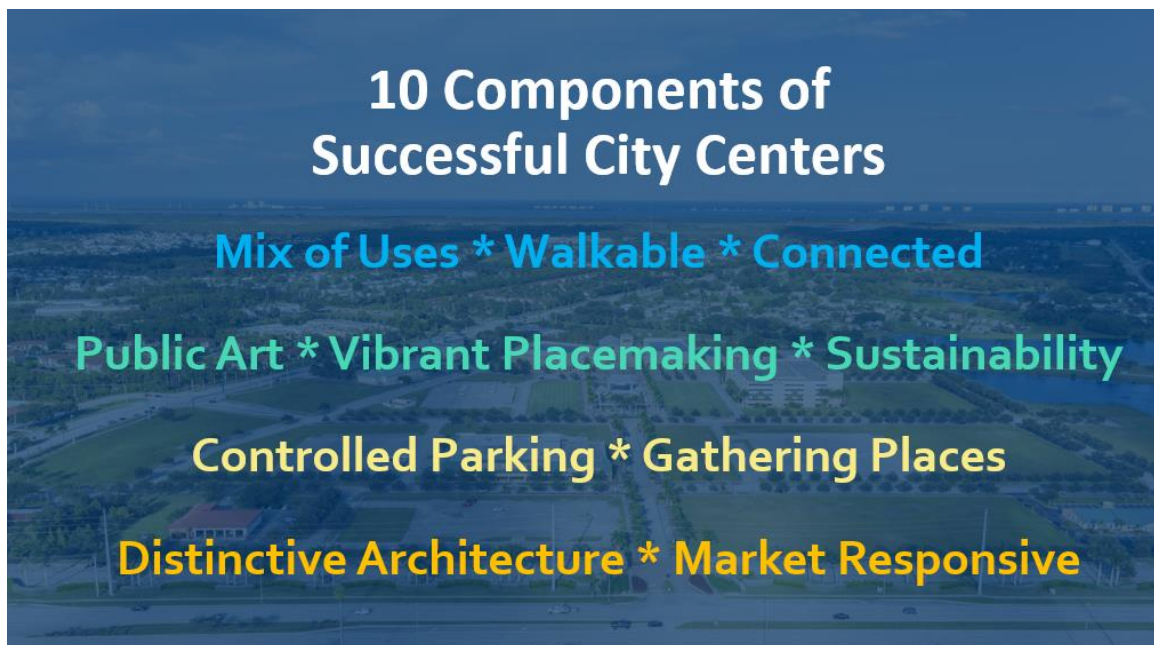 10 Components of
Successful City Centers
Mix of Uses * Walkable * Connected
Public Art * Vibrant Placemaking * Sustainability
Controlled Parking * Gathering Places
Distinctive Architecture * Market Responsive